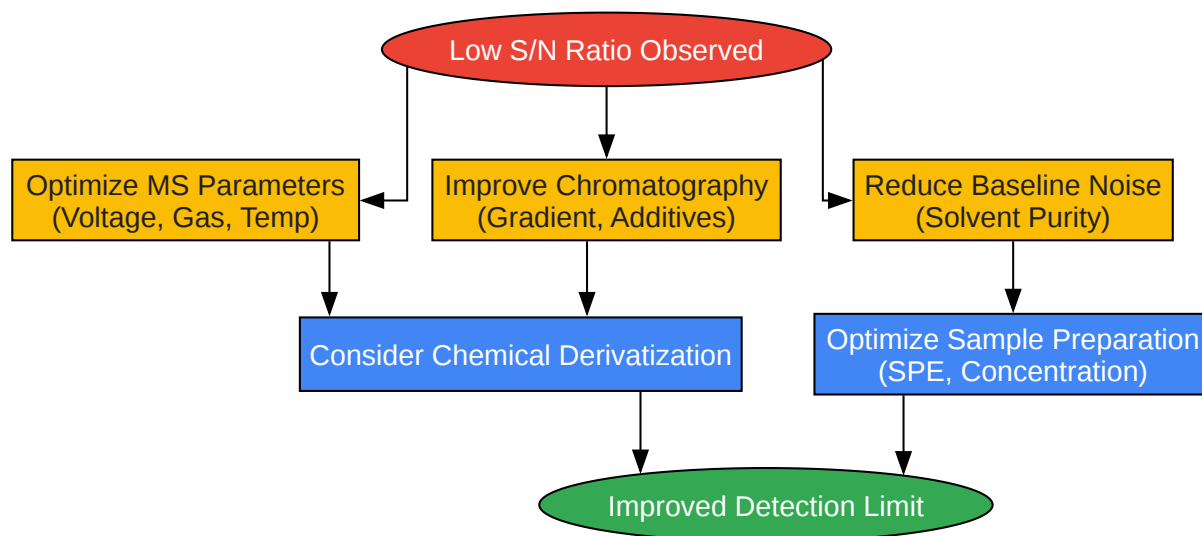 Low S/N Ratio Observed
Optimize MS Parameters
(Voltage, Gas, Temp)
Improve Chromatography
(Gradient, Additives)
Reduce Baseline Noise
(Solvent Purity)
Consider Chemical Derivatization
Optimize Sample Preparation
(SPE, Concentration)
Improved Detection Limit